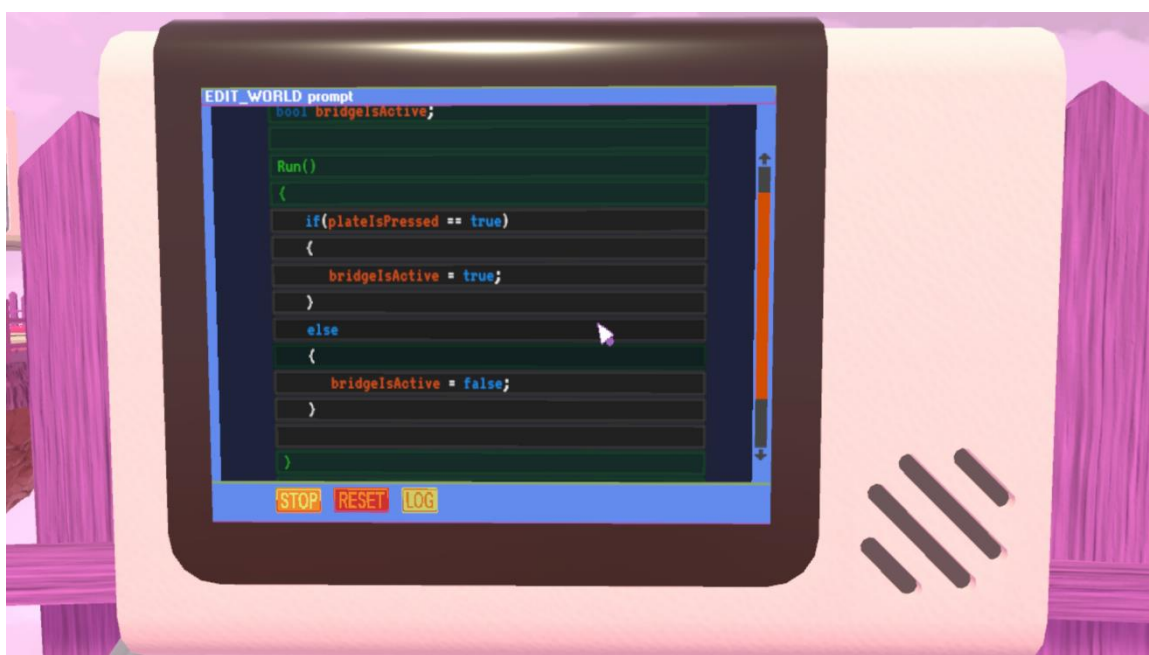 EDIT_WORLD prompt
bool bridgeIsActive;
Run()
{
if(plateIsPressed == true)
{
bridgeIsActive = true;
}
else
{
bridgeIsActive = false;
}
}
STOP RESET LOG